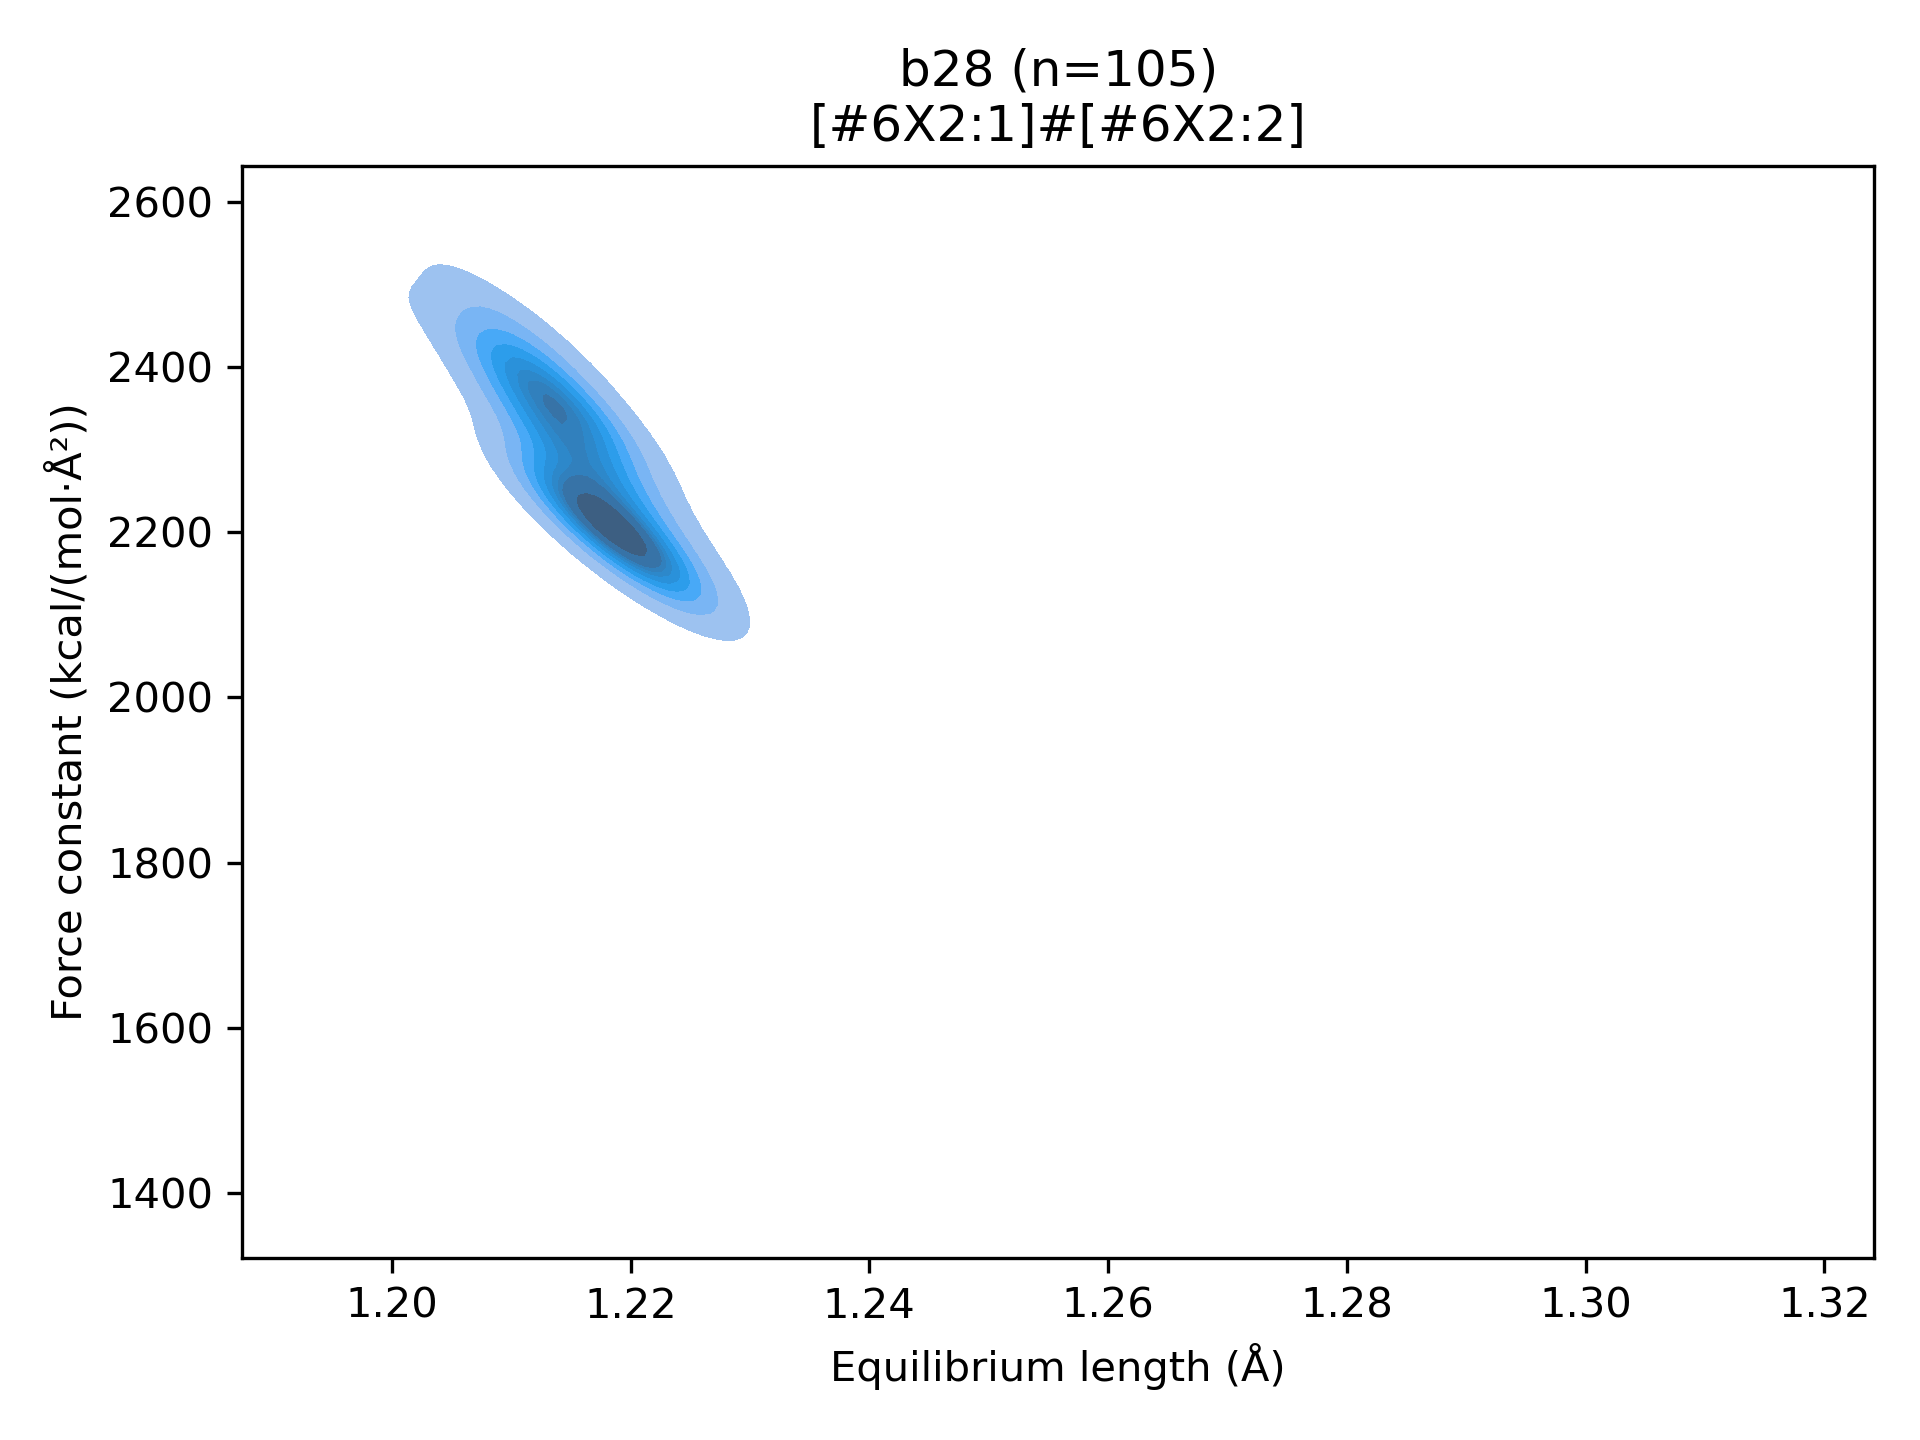 b28 (n=105)
[#6X2:1]#[#6X2:2]
2600
2400
2200
2000
1800
1600
1400
Force constant (kcal/(mol·Å²))
1.20 1.22 1.24 1.26 1.28 1.30 1.32
Equilibrium length (Å)